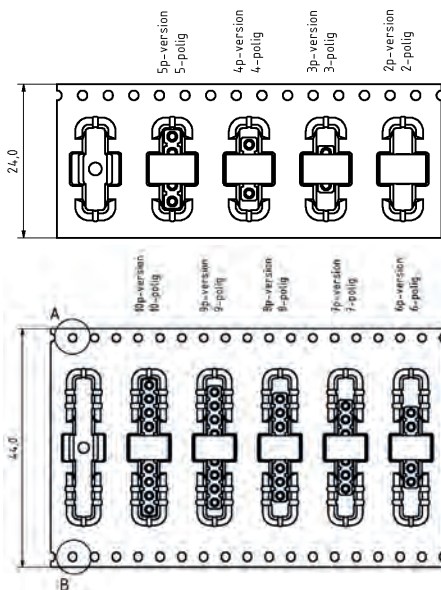 5p-version
5-polig
4p-version
4-polig
3p-version
3-polig
2p-version
2-polig
24,0
10p-version
10-polig
9p-version
9-polig
8p-version
8-polig
7p-version
7-polig
6p-version
6-polig
A
44,0
B